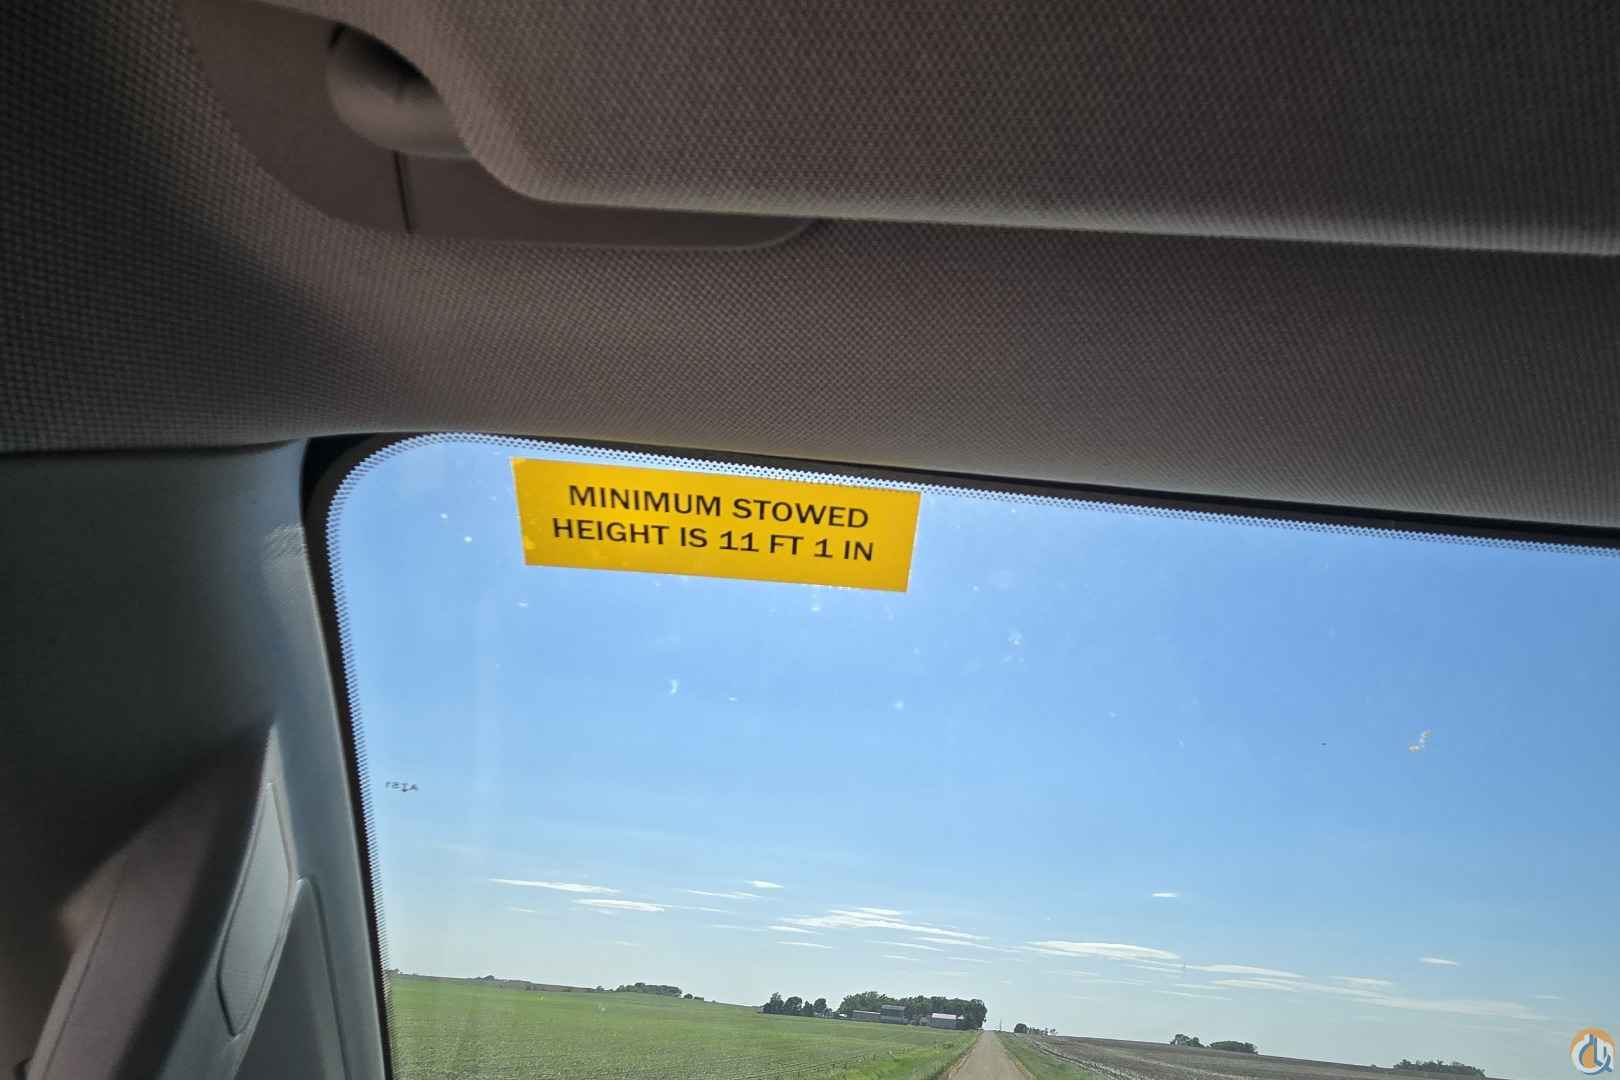 MINIMUM STOWED
HEIGHT IS 11 FT 1 IN